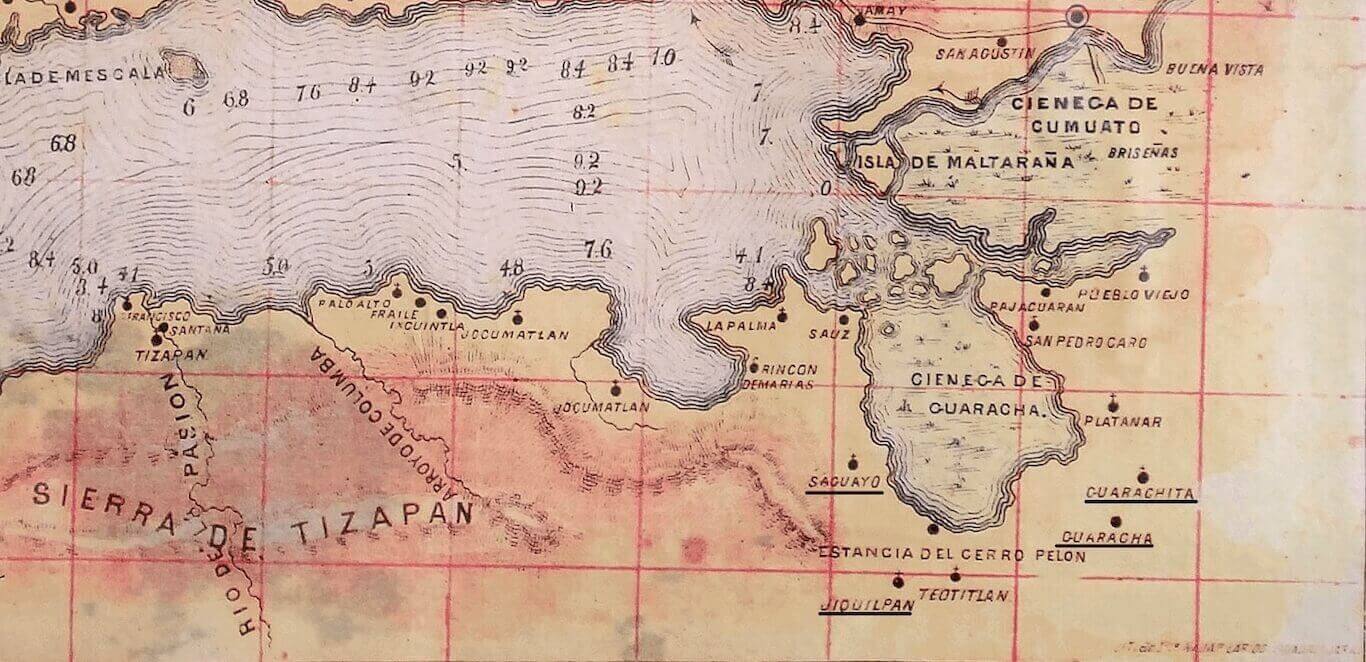 AMAY
8.4
SAN AGUSTIN
BUENA VISTA
LA DE MESCALA
6
6.8
7.6
8.4
9.2
9.2
9.2
8.4
8.4
7.0
7
CIENEGA DE
CUMUATO
8.2
6.8
7.
BRISEÑAS
ISLA DE MALTARAÑA
5
9.2
6.8
9.2
.0
2
8.4
5.0
4.1
5.0
5
4.8
7.6
4.1
3.4
8.4
8
FRANCISCO
SANTANA
TIZAPAN
PALO ALTO
FRAILE
IXCUINTLA
JOCUMATLAN
LA PALMA
SAUZ
PAJACUARAN
PUEBLO VIEJO
SAN PEDRO CARO
RINCON
DE MARIAS
JOCUMATLAN
CIENEGA DE
GUARACHA.
PLATANAR
ARROYO DE COLUMBA
RIO DE PASION
SIERRA DE TIZAPAN
SAGUAYO
GUARACHITA
GUARACHA
ESTANCIA DEL CERRO PELON
JIQUILPAN
TEOTITLAN